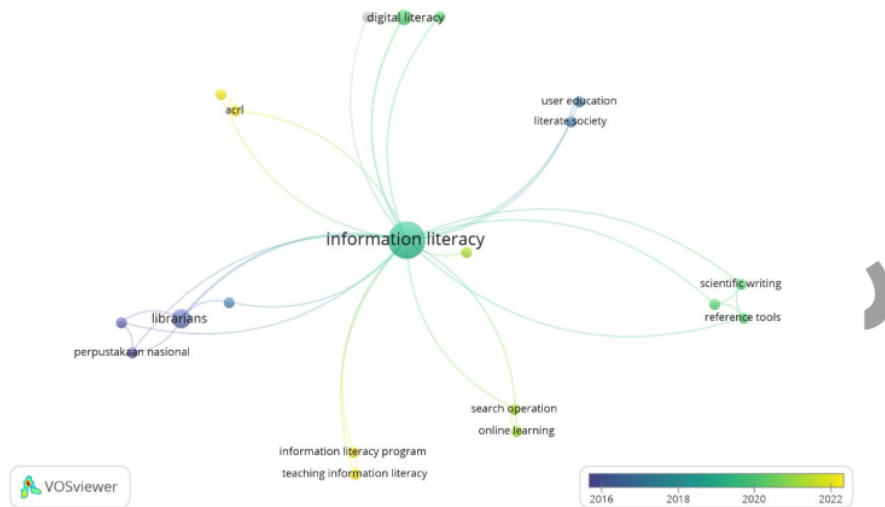 digital literacy
acrl
user education
literate society
information literacy
scientific writing
reference tools
librarians
perpustakaan nasional
search operation
online learning
information literacy program
teaching information literacy
VOSviewer
2016 2018 2020 2022